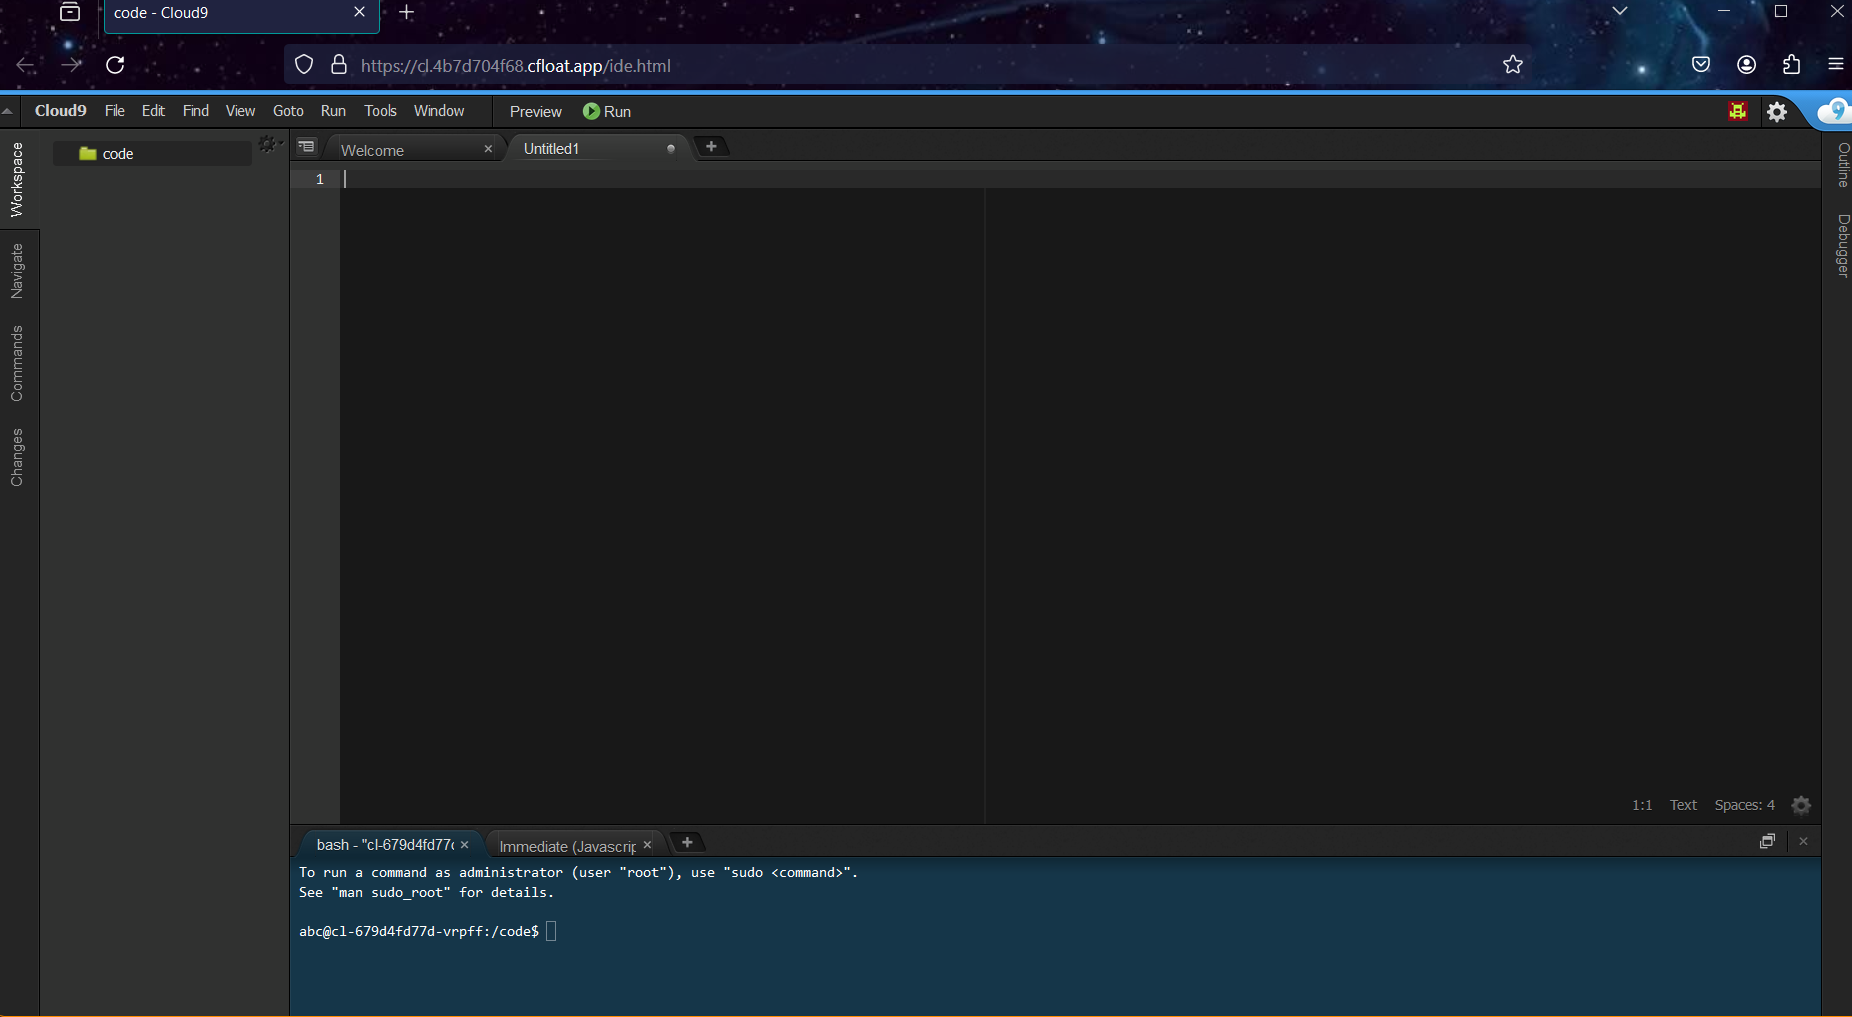 code - Cloud9
https://cl.4b7d704f68.cfloat.app/ide.html
Cloud9 File Edit Find View Goto Run Tools Window Preview Run
9
Workspace
Navigate
Commands
Changes
code
Welcome
Untitled1
1
Outline
Debugger
1:1 Text Spaces: 4
bash - "cl-679d4fd77d
Immediate (Javascrip
To run a command as administrator (user "root"), use "sudo <command>".
See "man sudo_root" for details.
abc@cl-679d4fd77d-vrpff:/code$